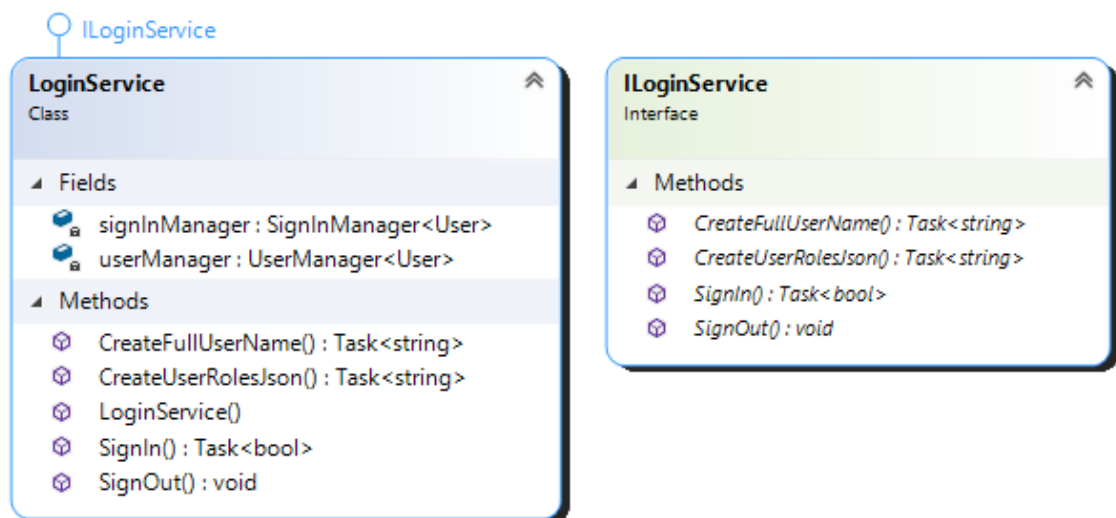 ILoginService
LoginService
Class
Fields
signInManager : SignInManager<User>
userManager : UserManager<User>
Methods
CreateFullUserName() : Task<string>
CreateUserRolesJson() : Task<string>
LoginService()
SignIn() : Task<bool>
SignOut() : void
ILoginService
Interface
Methods
CreateFullUserName() : Task<string>
CreateUserRolesJson() : Task<string>
SignIn() : Task<bool>
SignOut() : void